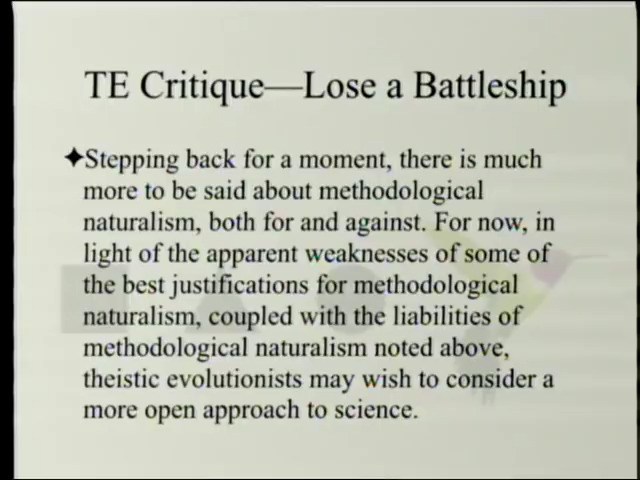 TE Critique—Lose a Battleship
✦Stepping back for a moment, there is much
more to be said about methodological
naturalism, both for and against. For now, in
light of the apparent weaknesses of some of
the best justifications for methodological
naturalism, coupled with the liabilities of
methodological naturalism noted above,
theistic evolutionists may wish to consider a
more open approach to science.